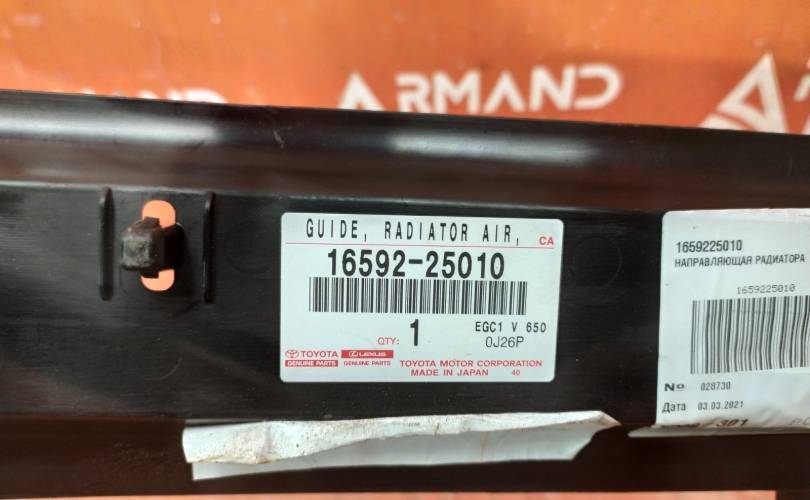 ARMAND
GUIDE, RADIATOR AIR, CA
16592-25010
QTY: 1
EGC1 V 650
0J26P
TOYOTA
GENUINE PARTS
LEXUS
GENUINE PARTS
TOYOTA MOTOR CORPORATION
MADE IN JAPAN 40
1659225010
НАПРАВЛЯЮЩАЯ РАДИАТОРА
1659225010
No 028730
Дата 03.03.2021